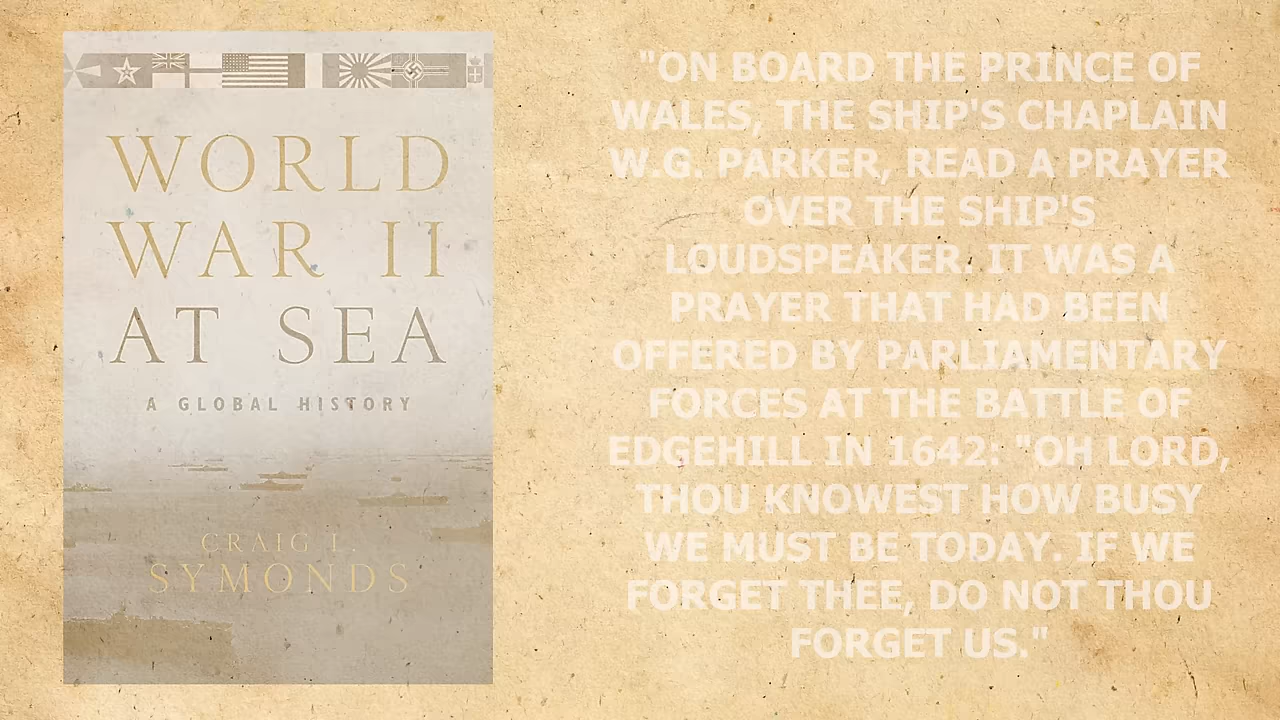 WORLD
WAR II
AT SEA
A GLOBAL HISTORY
CRAIG L.
SYMONDS
"ON BOARD THE PRINCE OF
WALES, THE SHIP'S CHAPLAIN
W.G. PARKER, READ A PRAYER
OVER THE SHIP'S
LOUDSPEAKER. IT WAS A
PRAYER THAT HAD BEEN
OFFERED BY PARLIAMENTARY
FORCES AT THE BATTLE OF
EDGEHILL IN 1642: "OH LORD,
THOU KNOWEST HOW BUSY
WE MUST BE TODAY. IF WE
FORGET THEE, DO NOT THOU
FORGET US."